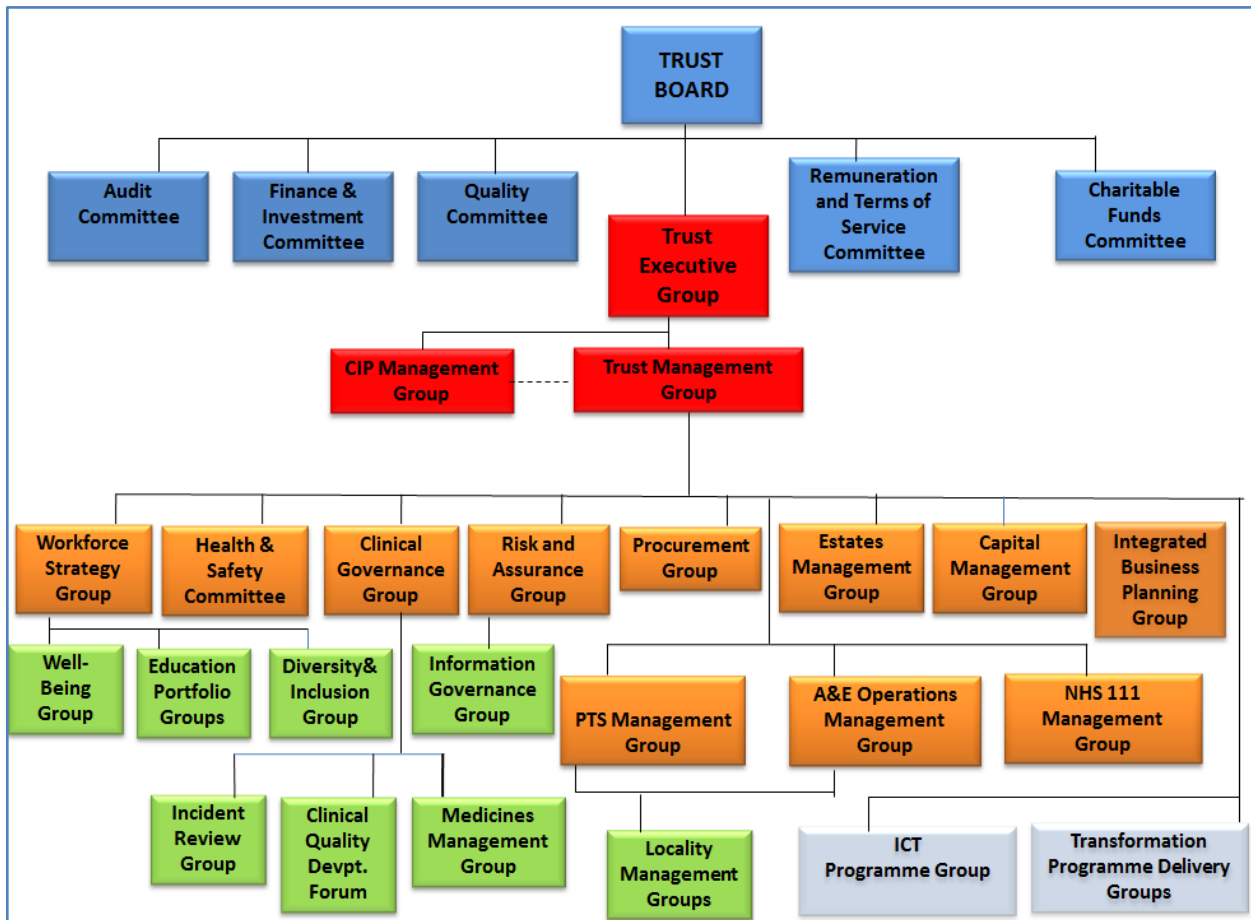 TRUST
BOARD
Audit
Committee
Finance &
Investment
Committee
Quality
Committee
Remuneration
and Terms of
Service
Committee
Charitable
Funds
Committee
Trust
Executive
Group
CIP Management
Group
Trust Management
Group
Workforce
Strategy
Group
Health &
Safety
Committee
Clinical
Governance
Group
Risk and
Assurance
Group
Procurement
Group
Estates
Management
Group
Capital
Management
Group
Integrated
Business
Planning
Group
Well-
Being
Group
Education
Portfolio
Groups
Diversity&
Inclusion
Group
Information
Governance
Group
PTS Management
Group
A&E Operations
Management
Group
NHS 111
Management
Group
Incident
Review
Group
Clinical
Quality
Devpt.
Forum
Medicines
Management
Group
Locality
Management
Groups
ICT
Programme Group
Transformation
Programme Delivery
Groups